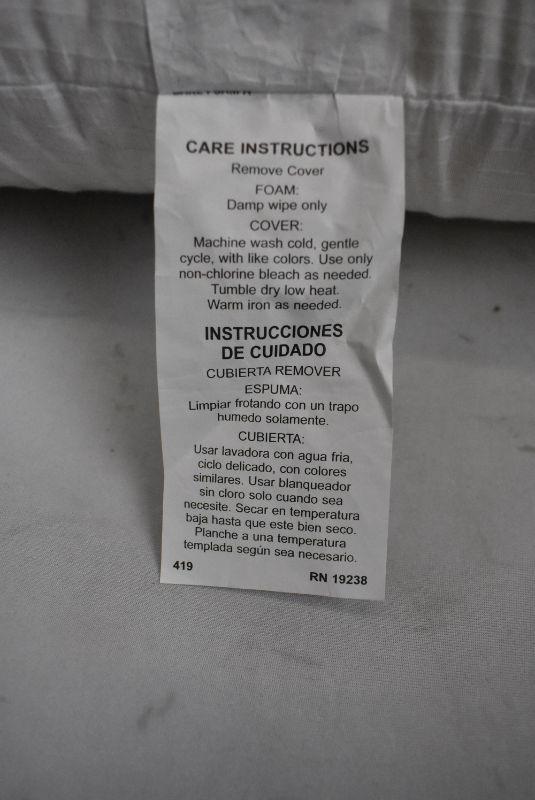 CARE INSTRUCTIONS
Remove Cover
FOAM:
Damp wipe only
COVER:
Machine wash cold, gentle
cycle, with like colors. Use only
non-chlorine bleach as needed.
Tumble dry low heat.
Warm iron as needed.
INSTRUCCIONES
DE CUIDADO
CUBIERTA REMOVER
ESPUMA:
Limpiar frotando con un trapo
humedo solamente.
CUBIERTA:
Usar lavadora con agua fria,
ciclo delicado, con colores
similares. Usar blanqueador
sin cloro solo cuando sea
necesite. Secar en temperatura
baja hasta que este bien seco.
Planche a una temperatura
templada según sea necesario.
419 RN 19238